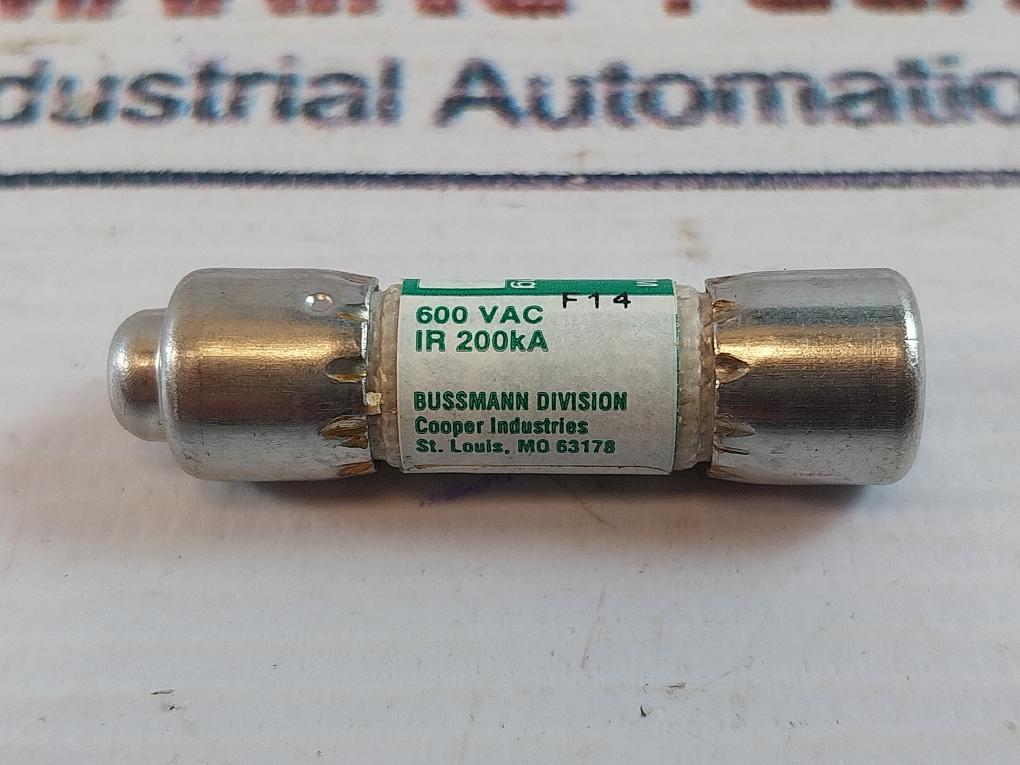 dustrial Automatio
F14
600 VAC
IR 200kA
BUSSMANN DIVISION
Cooper Industries
St. Louis, MO 63178